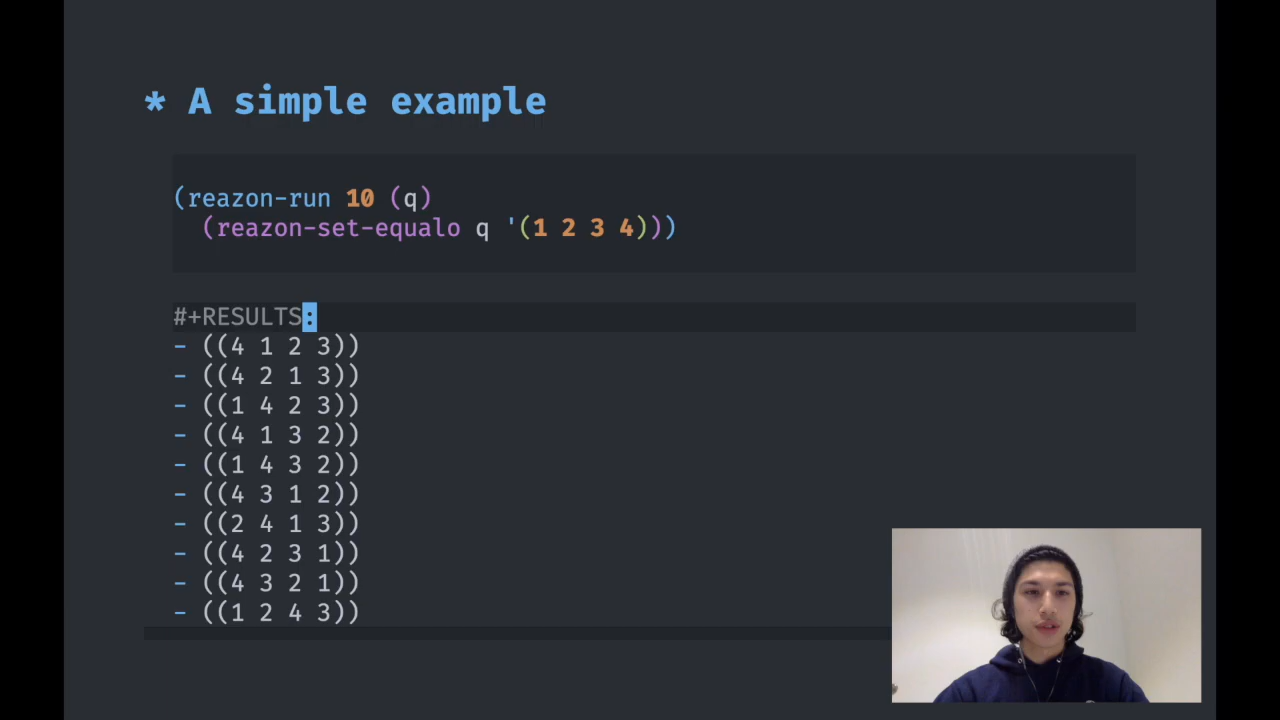 * A simple example
(reazon-run 10 (q)
(reazon-set-equalo q '(1 2 3 4)))
#+RESULTS:
- ((4 1 2 3))
- ((4 2 1 3))
- ((1 4 2 3))
- ((4 1 3 2))
- ((1 4 3 2))
- ((4 3 1 2))
- ((2 4 1 3))
- ((4 2 3 1))
- ((4 3 2 1))
- ((1 2 4 3))